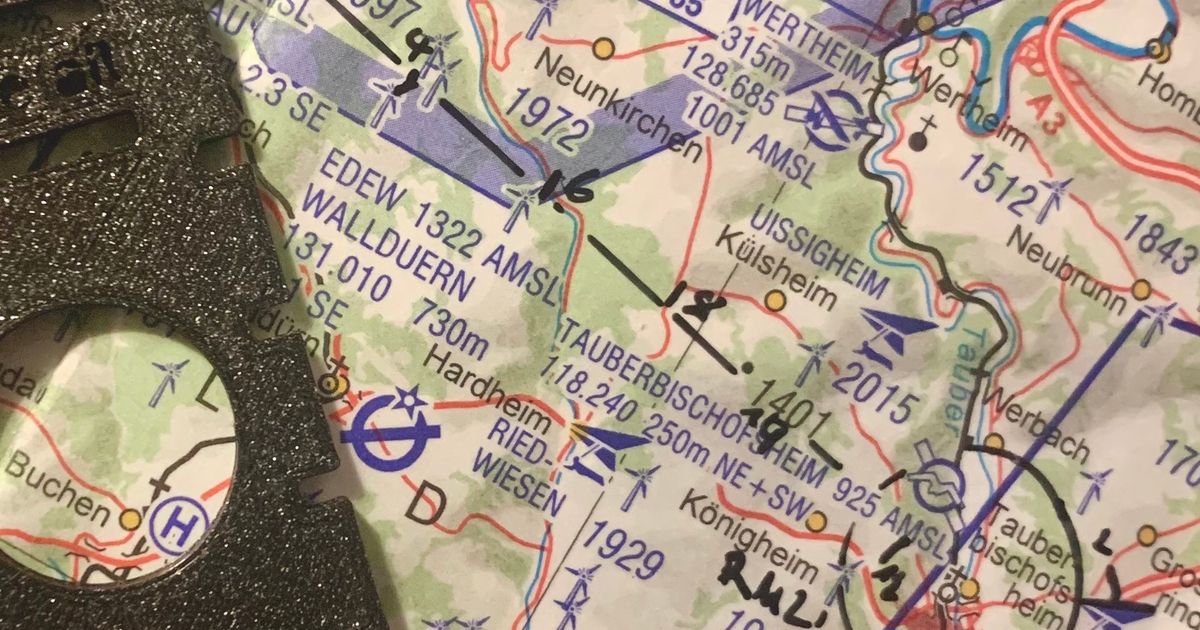 1097
4
2.3 SE
Neunkirchen
1972
WERTHEIM
315m
128.685
1001 AMSL
Wertheim
A3
1512
1843
Neubrunn
16
EDEW 1322 AMSL
WALLDUERN
131.010 730m
SE
UISSIGHEIM
Külsheim
18
Hardheim
TAUBERBISCHOFSHEIM 925 AMSL
118.240 250m NE+SW
1401
19
2015
Tauber
Werbach
RIED-
WIESEN
Buchen
H
D
1929
Königheim
RM21
Tauber
bischofs
heim